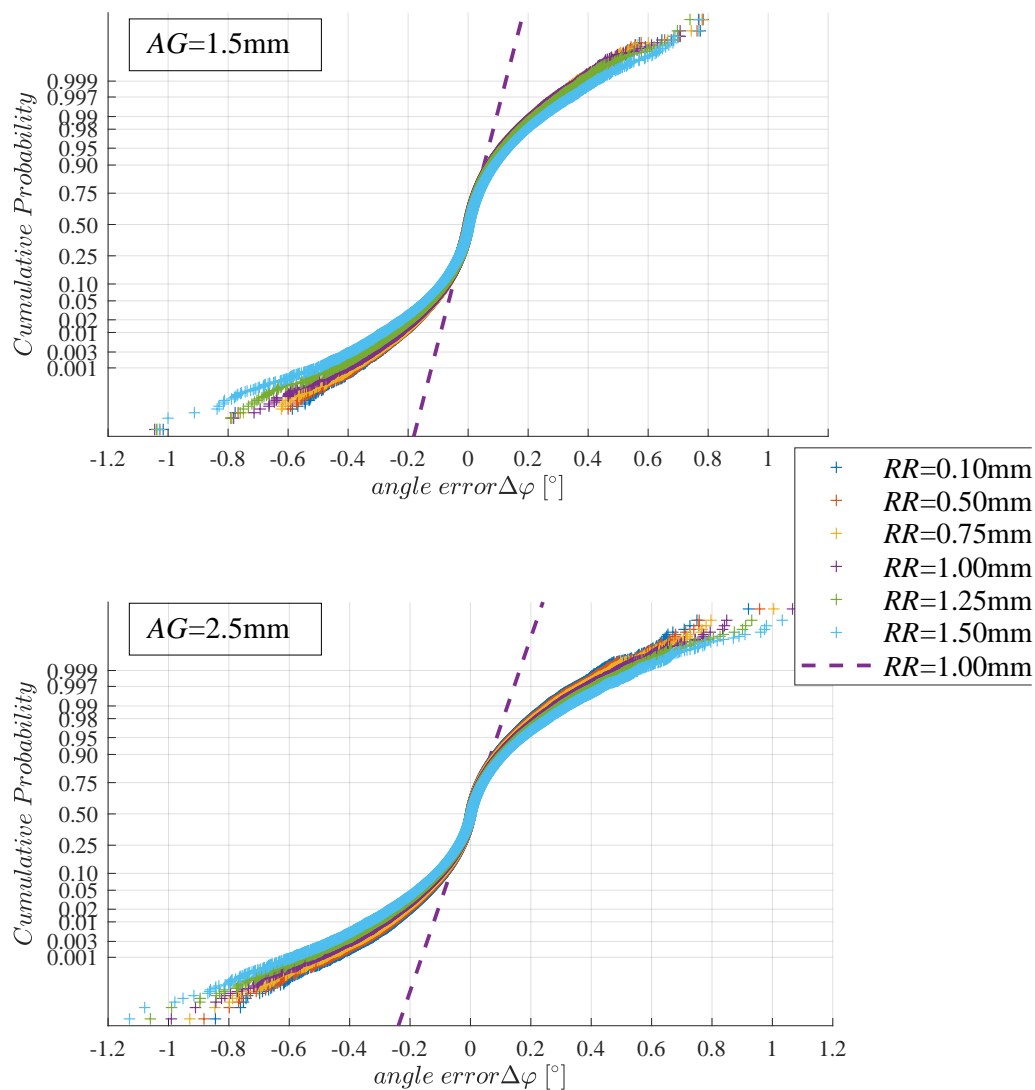 AG=1.5mm
Cumulative Probability
0.999
0.997
0.99
0.98
0.95
0.90
0.75
0.50
0.25
0.10
0.05
0.02
0.01
0.003
0.001
-1.2 -1 -0.8 -0.6 -0.4 -0.2 0 0.2 0.4 0.6 0.8 1
angle error Δφ [°]
RR=0.10mm
RR=0.50mm
RR=0.75mm
RR=1.00mm
RR=1.25mm
RR=1.50mm
RR=1.00mm
AG=2.5mm
Cumulative Probability
0.999
0.997
0.99
0.98
0.95
0.90
0.75
0.50
0.25
0.10
0.05
0.02
0.01
0.003
0.001
-1.2 -1 -0.8 -0.6 -0.4 -0.2 0 0.2 0.4 0.6 0.8 1 1.2
angle error Δφ [°]